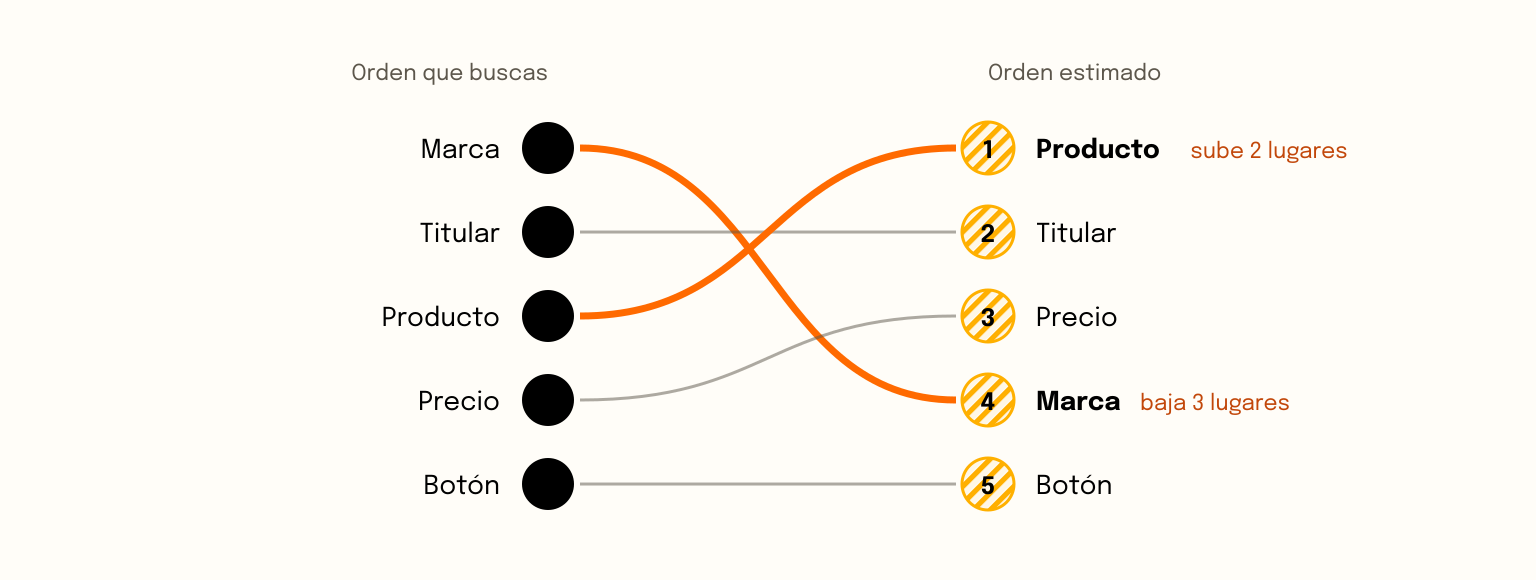 Orden que buscas
Orden estimado
Marca
1 Producto sube 2 lugares
Titular
2 Titular
Producto
3 Precio
Precio
4 Marca baja 3 lugares
Botón
5 Botón